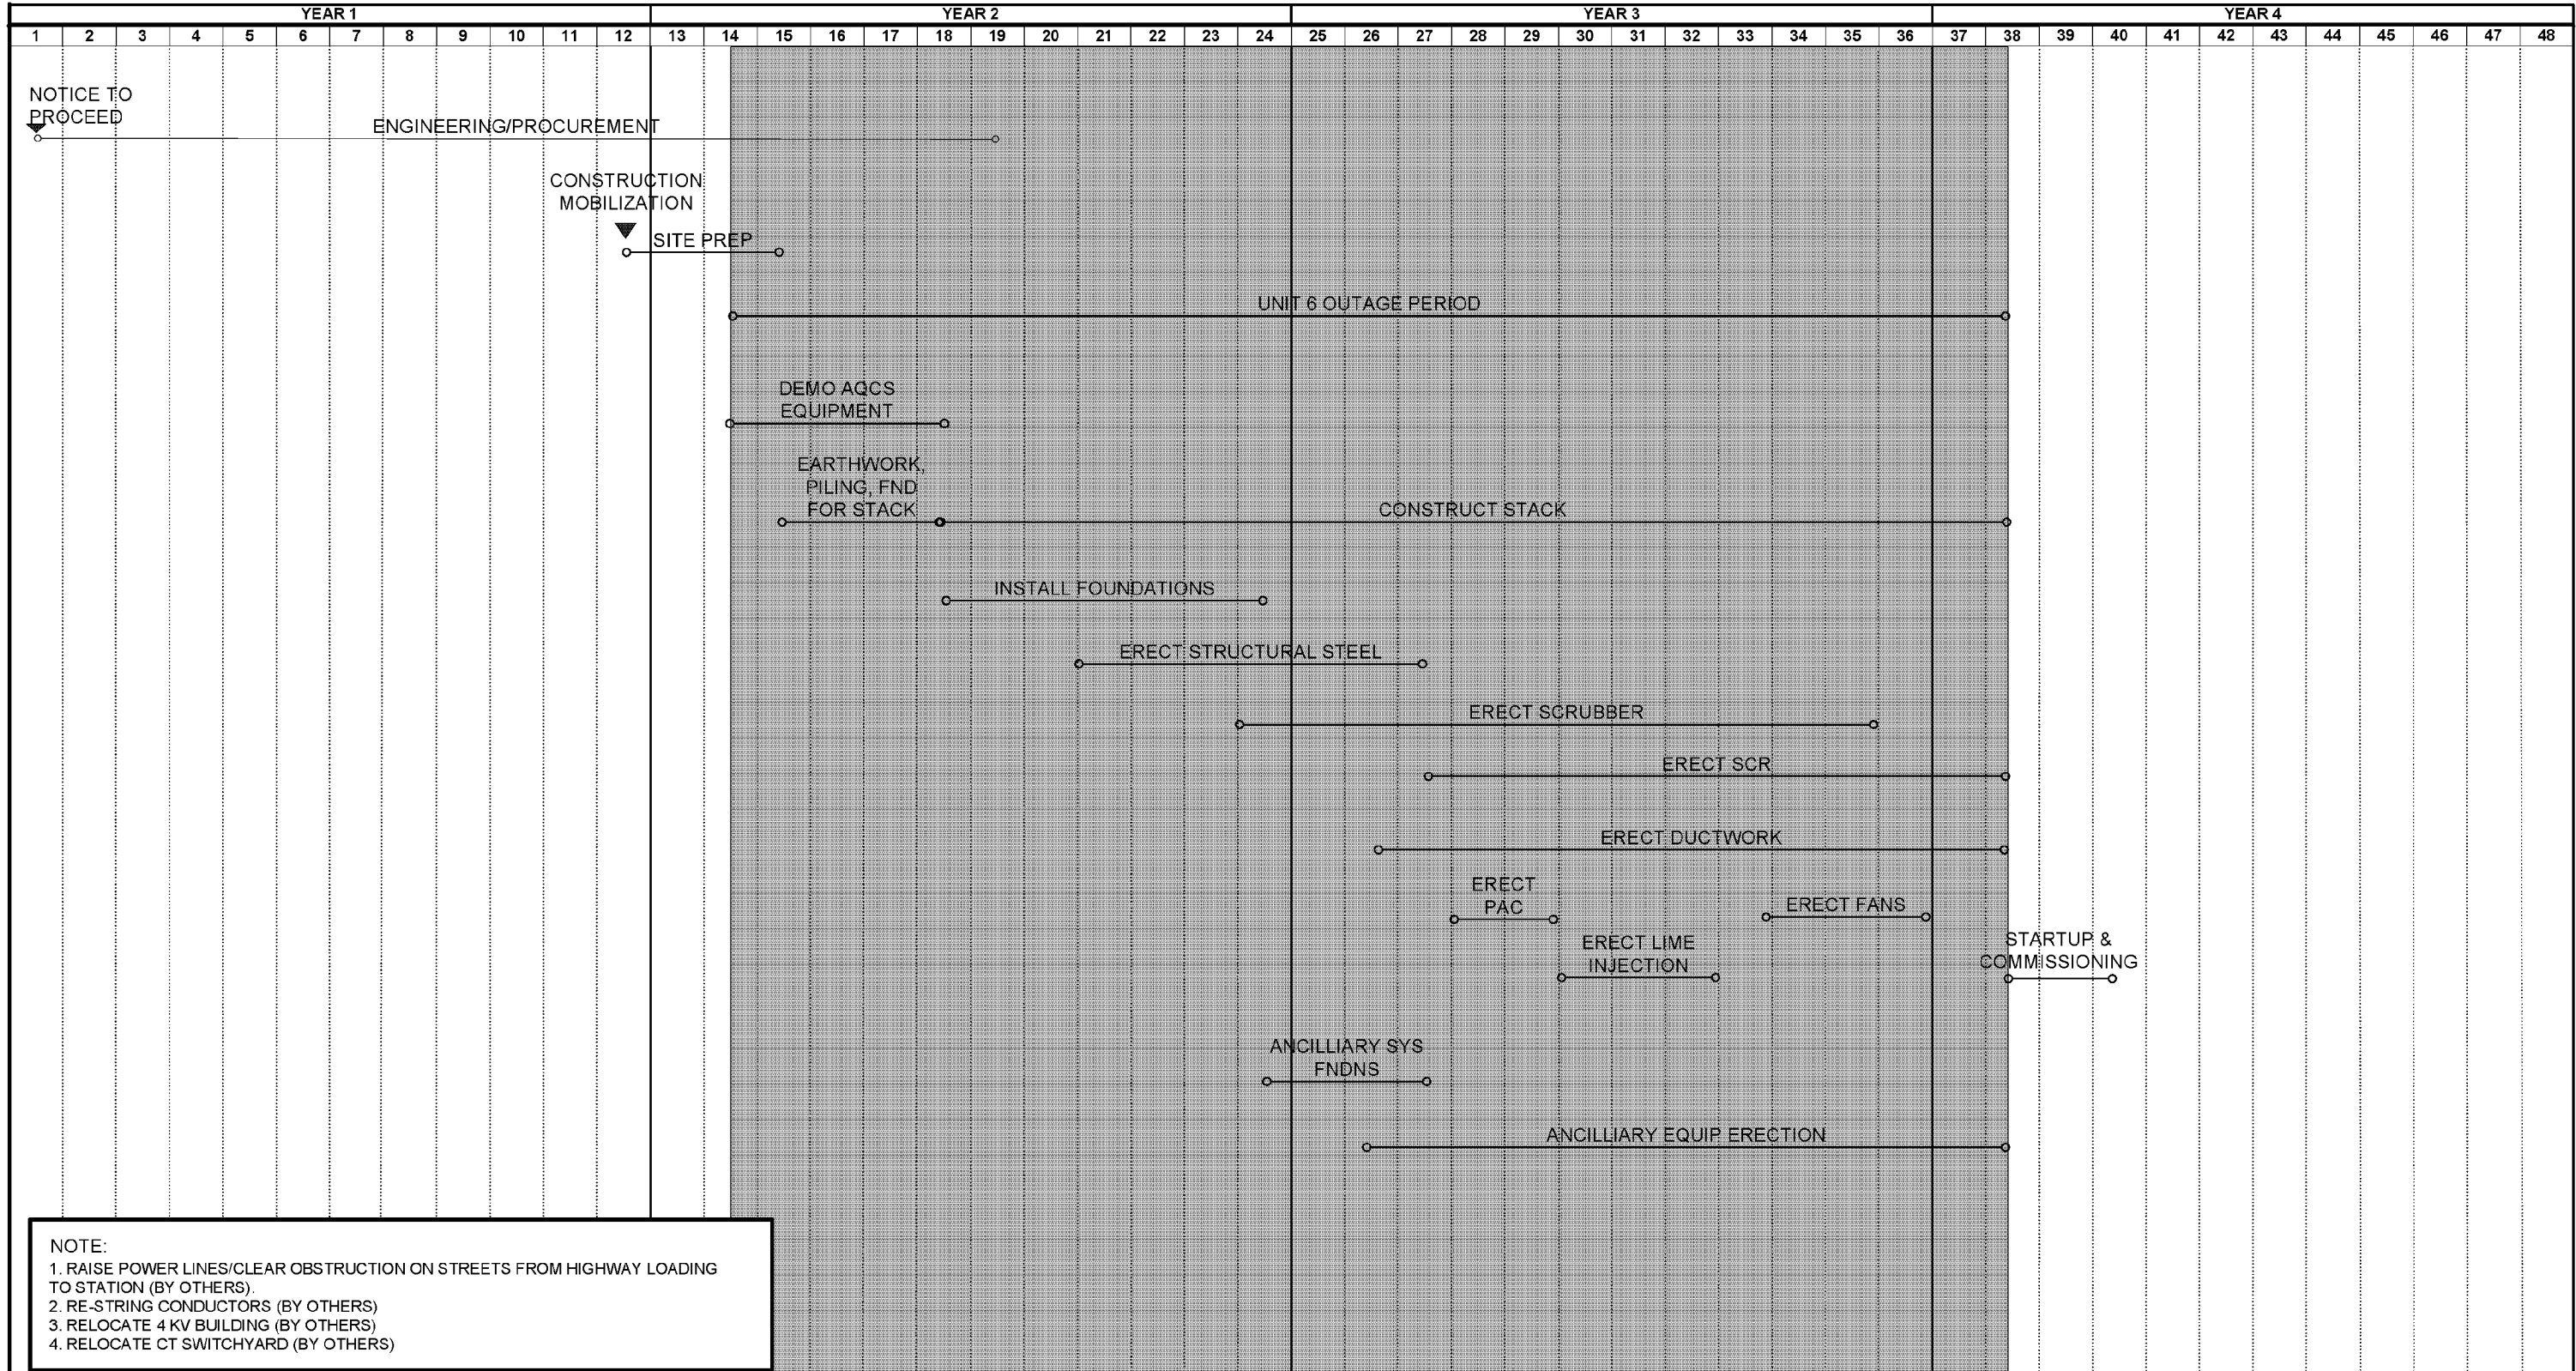 YEAR 1 YEAR 2 YEAR 3 YEAR 4
1 2 3 4 5 6 7 8 9 10 11 12 13 14 15 16 17 18 19 20 21 22 23 24 25 26 27 28 29 30 31 32 33 34 35 36 37 38 39 40 41 42 43 44 45 46 47 48
NOTICE TO
PROCEED
ENGINEERING/PROCUREMENT
CONSTRUCTION
MOBILIZATION
SITE PREP
UNIT 6 OUTAGE PERIOD
DEMO AQCS
EQUIPMENT
EARTHWORK,
PILING, FND
FOR STACK
CONSTRUCT STACK
INSTALL FOUNDATIONS
ERECT STRUCTURAL STEEL
ERECT SCRUBBER
ERECT SCR
ERECT DUCTWORK
ERECT
PAC
ERECT FANS
ERECT LIME
INJECTION
STARTUP &
COMMISSIONING
ANCILLIARY SYS
FNDNS
ANCILLIARY EQUIP ERECTION
NOTE:
1. RAISE POWER LINES/CLEAR OBSTRUCTION ON STREETS FROM HIGHWAY LOADING
TO STATION (BY OTHERS).
2. RE-STRING CONDUCTORS (BY OTHERS)
3. RELOCATE 4 KV BUILDING (BY OTHERS)
4. RELOCATE CT SWITCHYARD (BY OTHERS)